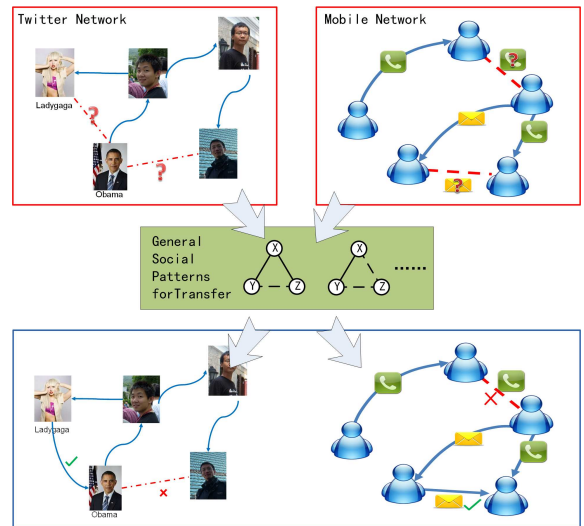 Twitter Network
Mobile Network
Ladygaga
?
?
Obama
?
?
General
Social
Patterns
forTransfer
X
Y
Z
X
Y
Z
......
Ladygaga
Obama